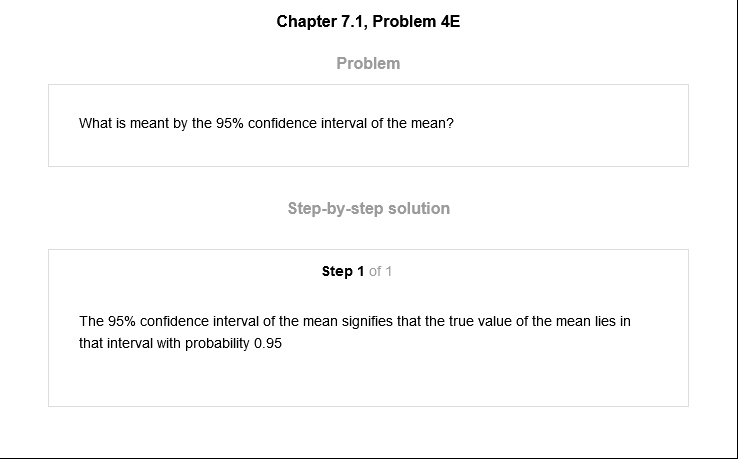 Chapter 7.1, Problem 4E
Problem
What is meant by the 95% confidence interval of the mean?
Step-by-step solution
Step 1 of 1
The 95% confidence interval of the mean signifies that the true value of the mean lies in
that interval with probability 0.95